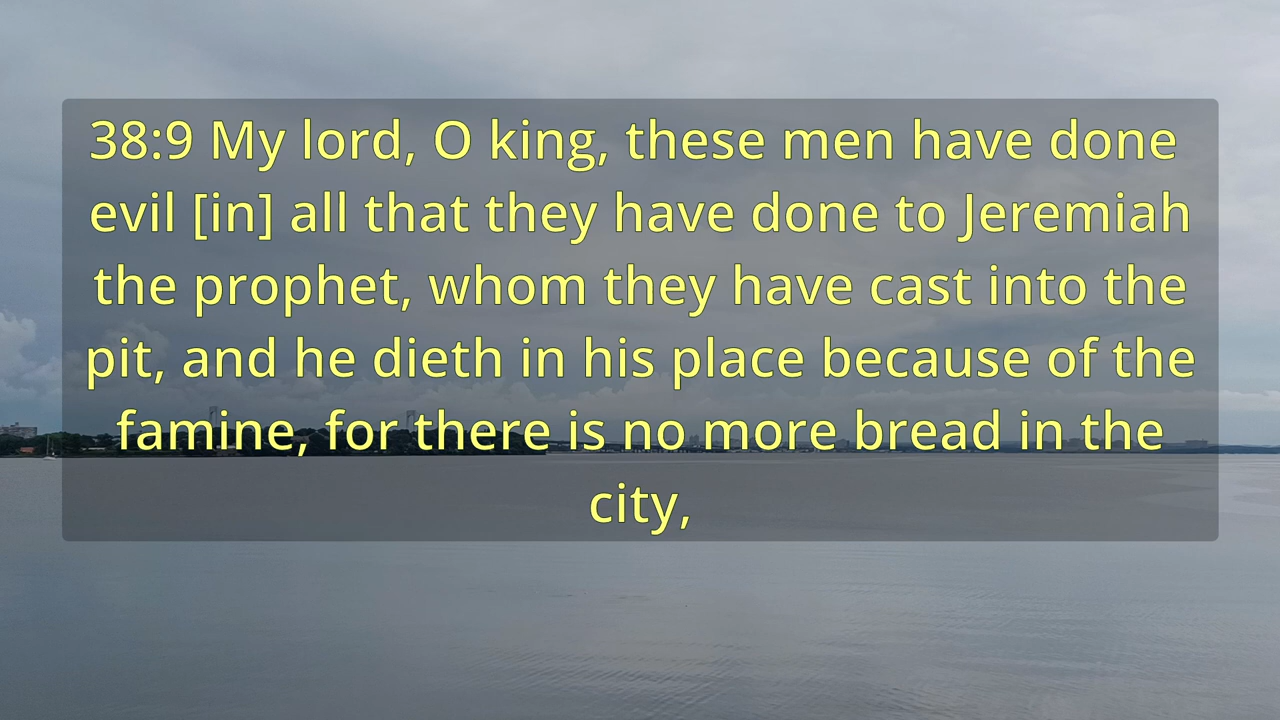 38:9 My lord, O king, these men have done
evil [in] all that they have done to Jeremiah
the prophet, whom they have cast into the
pit, and he dieth in his place because of the
famine, for there is no more bread in the
city,